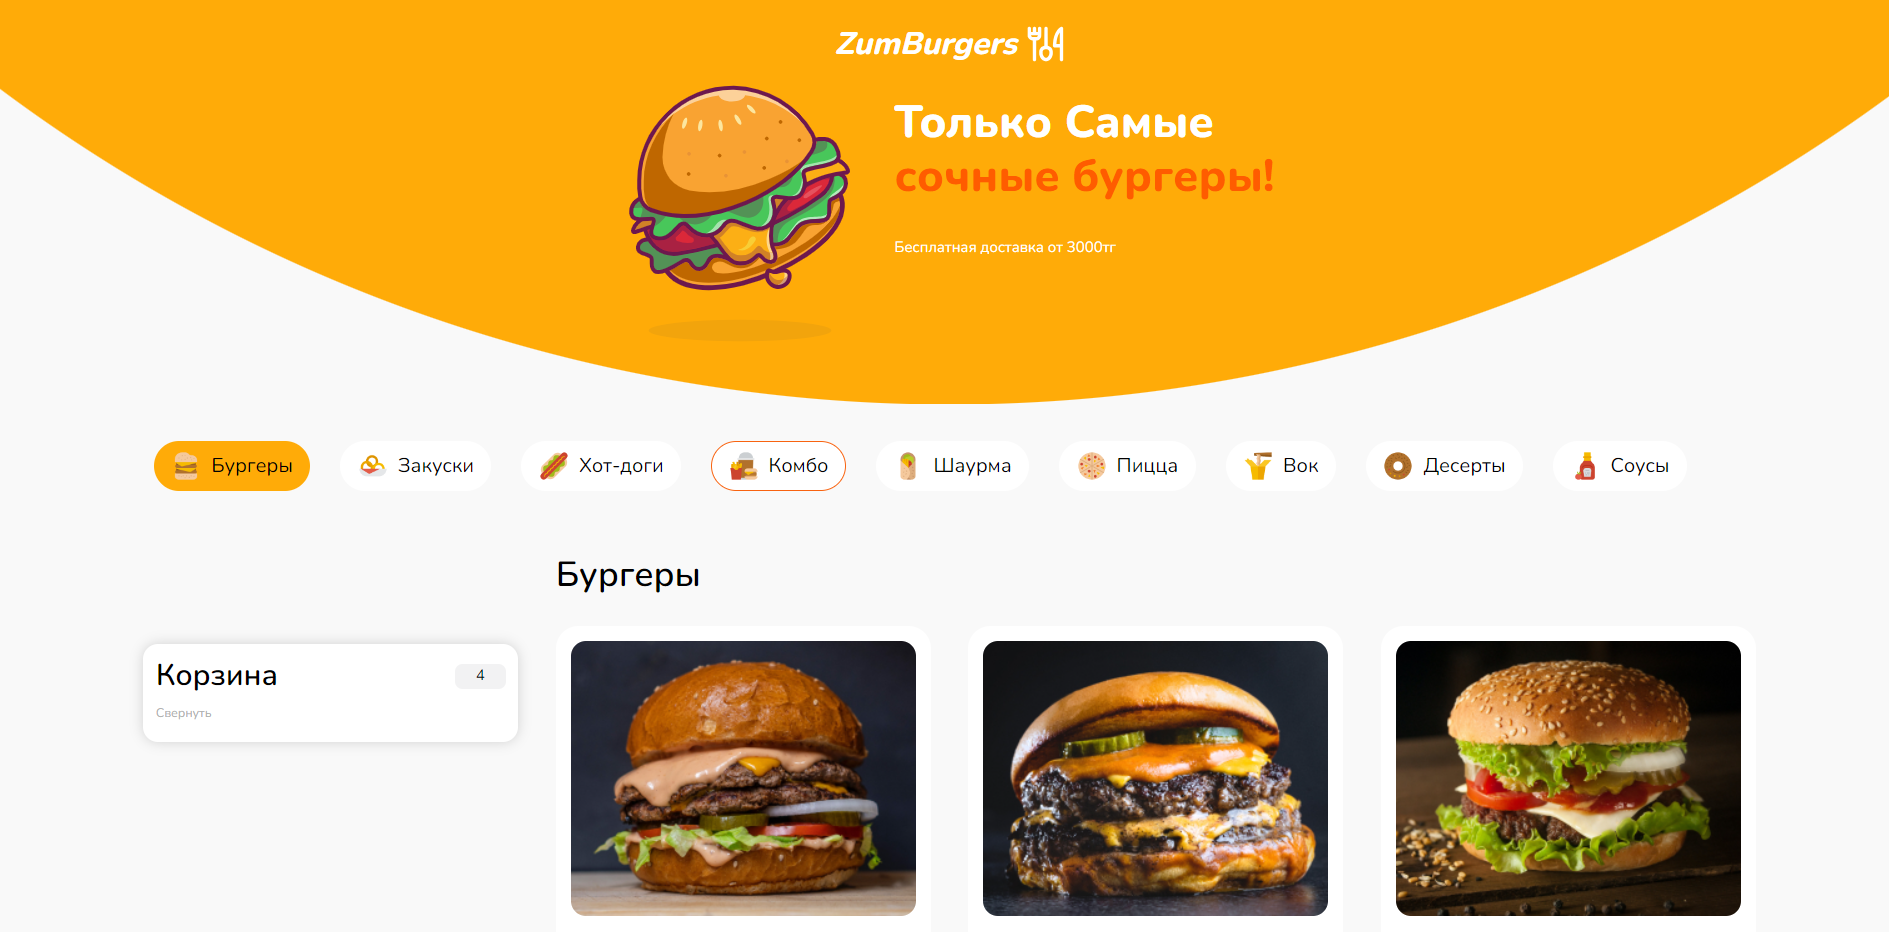 ZumBurgers
Только Самые
сочные бургеры!
Бесплатная доставка от 3000тг
Бургеры
Закуски
Хот-доги
Комбо
Шаурма
Пицца
Вок
Десерты
Соусы
Бургеры
Корзина
4
Свернуть